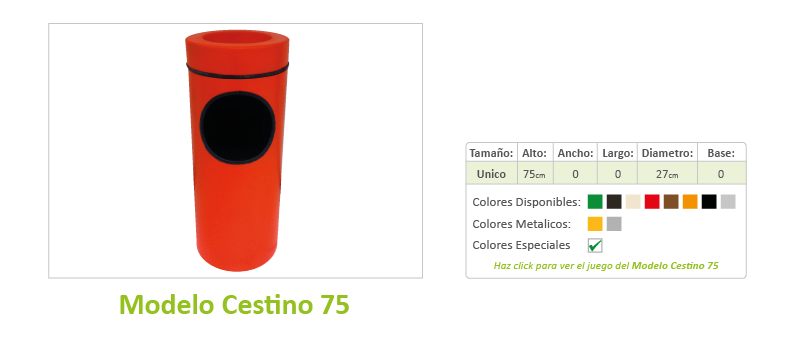 Modelo Cestino 75
Tamaño: Alto: Ancho: Largo: Diametro: Base:
Unico 75cm 0 0 27cm 0
Colores Disponibles:
Colores Metalicos:
Colores Especiales
Haz click para ver el juego del Modelo Cestino 75